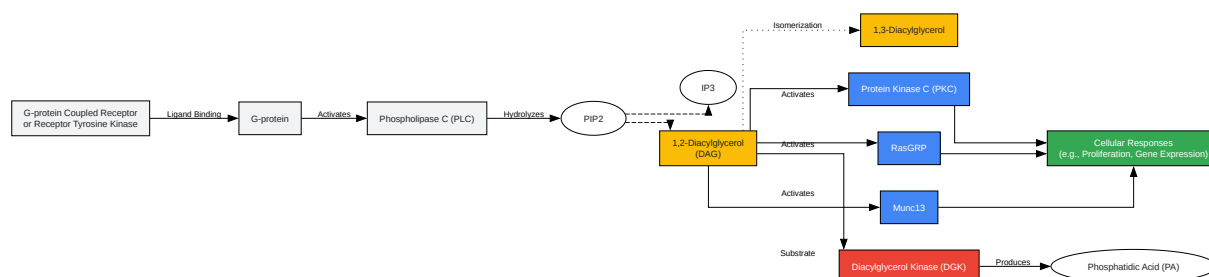 Isomerization
1,3-Diacylglycerol
IP3
Activates
Protein Kinase C (PKC)
G-protein Coupled Receptor
or Receptor Tyrosine Kinase
Ligand Binding
G-protein
Activates
Phospholipase C (PLC)
Hydrolyzes
PIP2
1,2-Diacylglycerol
(DAG)
Activates
RasGRP
Cellular Responses
(e.g., Proliferation, Gene Expression)
Activates
Munc13
Substrate
Diacylglycerol Kinase (DGK)
Produces
Phosphatidic Acid (PA)